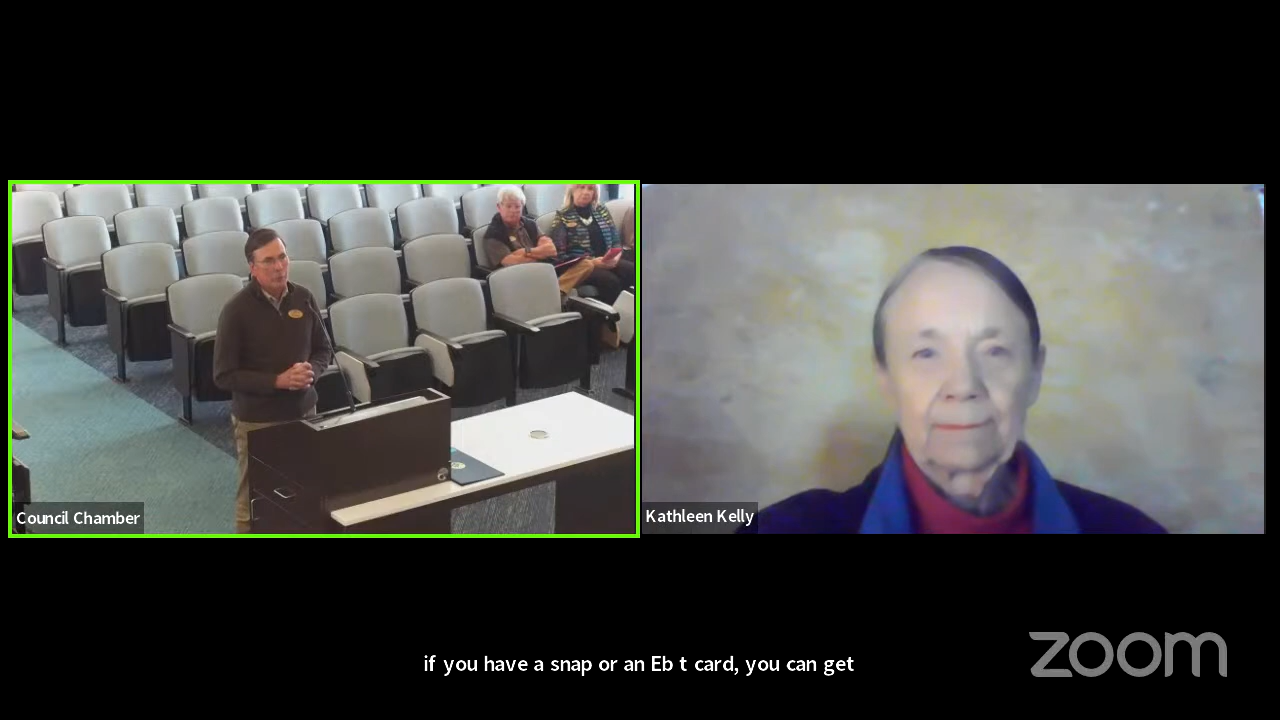 Council Chamber
Kathleen Kelly
if you have a snap or an Eb t card, you can get
zoom